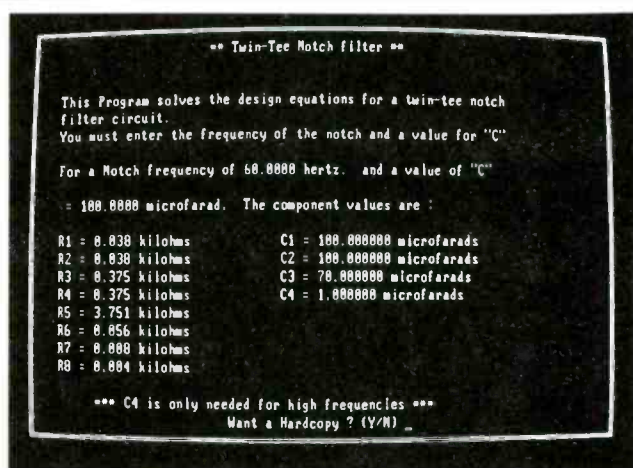 ** Twin-Tee Notch filter **
This Program solves the design equations for a twin-tee notch
filter circuit.
You must enter the frequency of the notch and a value for "C"
For a Notch frequency of 60.0000 hertz. and a value of "C"
= 100.0000 microfarad. The component values are :
R1 = 0.038 kilohms C1 = 100.000000 microfarads
R2 = 0.038 kilohms C2 = 100.000000 microfarads
R3 = 0.375 kilohms C3 = 70.000000 microfarads
R4 = 0.375 kilohms C4 = 1.000000 microfarads
R5 = 3.751 kilohms
R6 = 0.056 kilohms
R7 = 0.008 kilohms
R8 = 0.004 kilohms
*** C4 is only needed for high frequencies ***
Want a Hardcopy ? (Y/N) _